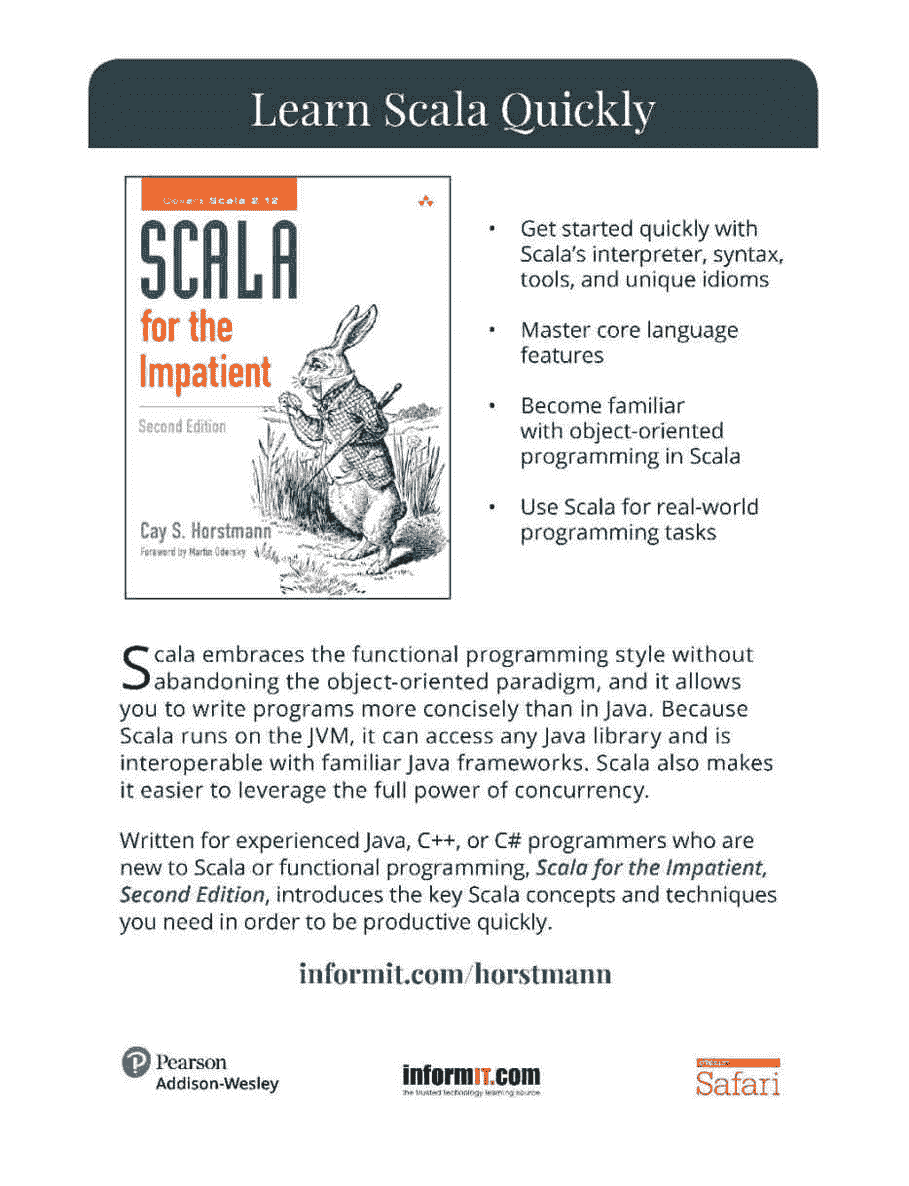 Learn Scala Quickly
Covers Scala 2.12
SCALA
for the
Impatient
Second Edition
Cay S. Horstmann
Foreword by Martin Odersky
• Get started quickly with
Scala’s interpreter, syntax,
tools, and unique idioms
• Master core language
features
• Become familiar
with object-oriented
programming in Scala
• Use Scala for real-world
programming tasks
Scala embraces the functional programming style without
abandoning the object-oriented paradigm, and it allows
you to write programs more concisely than in Java. Because
Scala runs on the JVM, it can access any Java library and is
interoperable with familiar Java frameworks. Scala also makes
it easier to leverage the full power of concurrency.
Written for experienced Java, C++, or C# programmers who are
new to Scala or functional programming, Scala for the Impatient,
Second Edition, introduces the key Scala concepts and techniques
you need in order to be productive quickly.
informit.com/horstmann
Pearson
Addison-Wesley
informIT.com
the trusted technology learning source
Safari